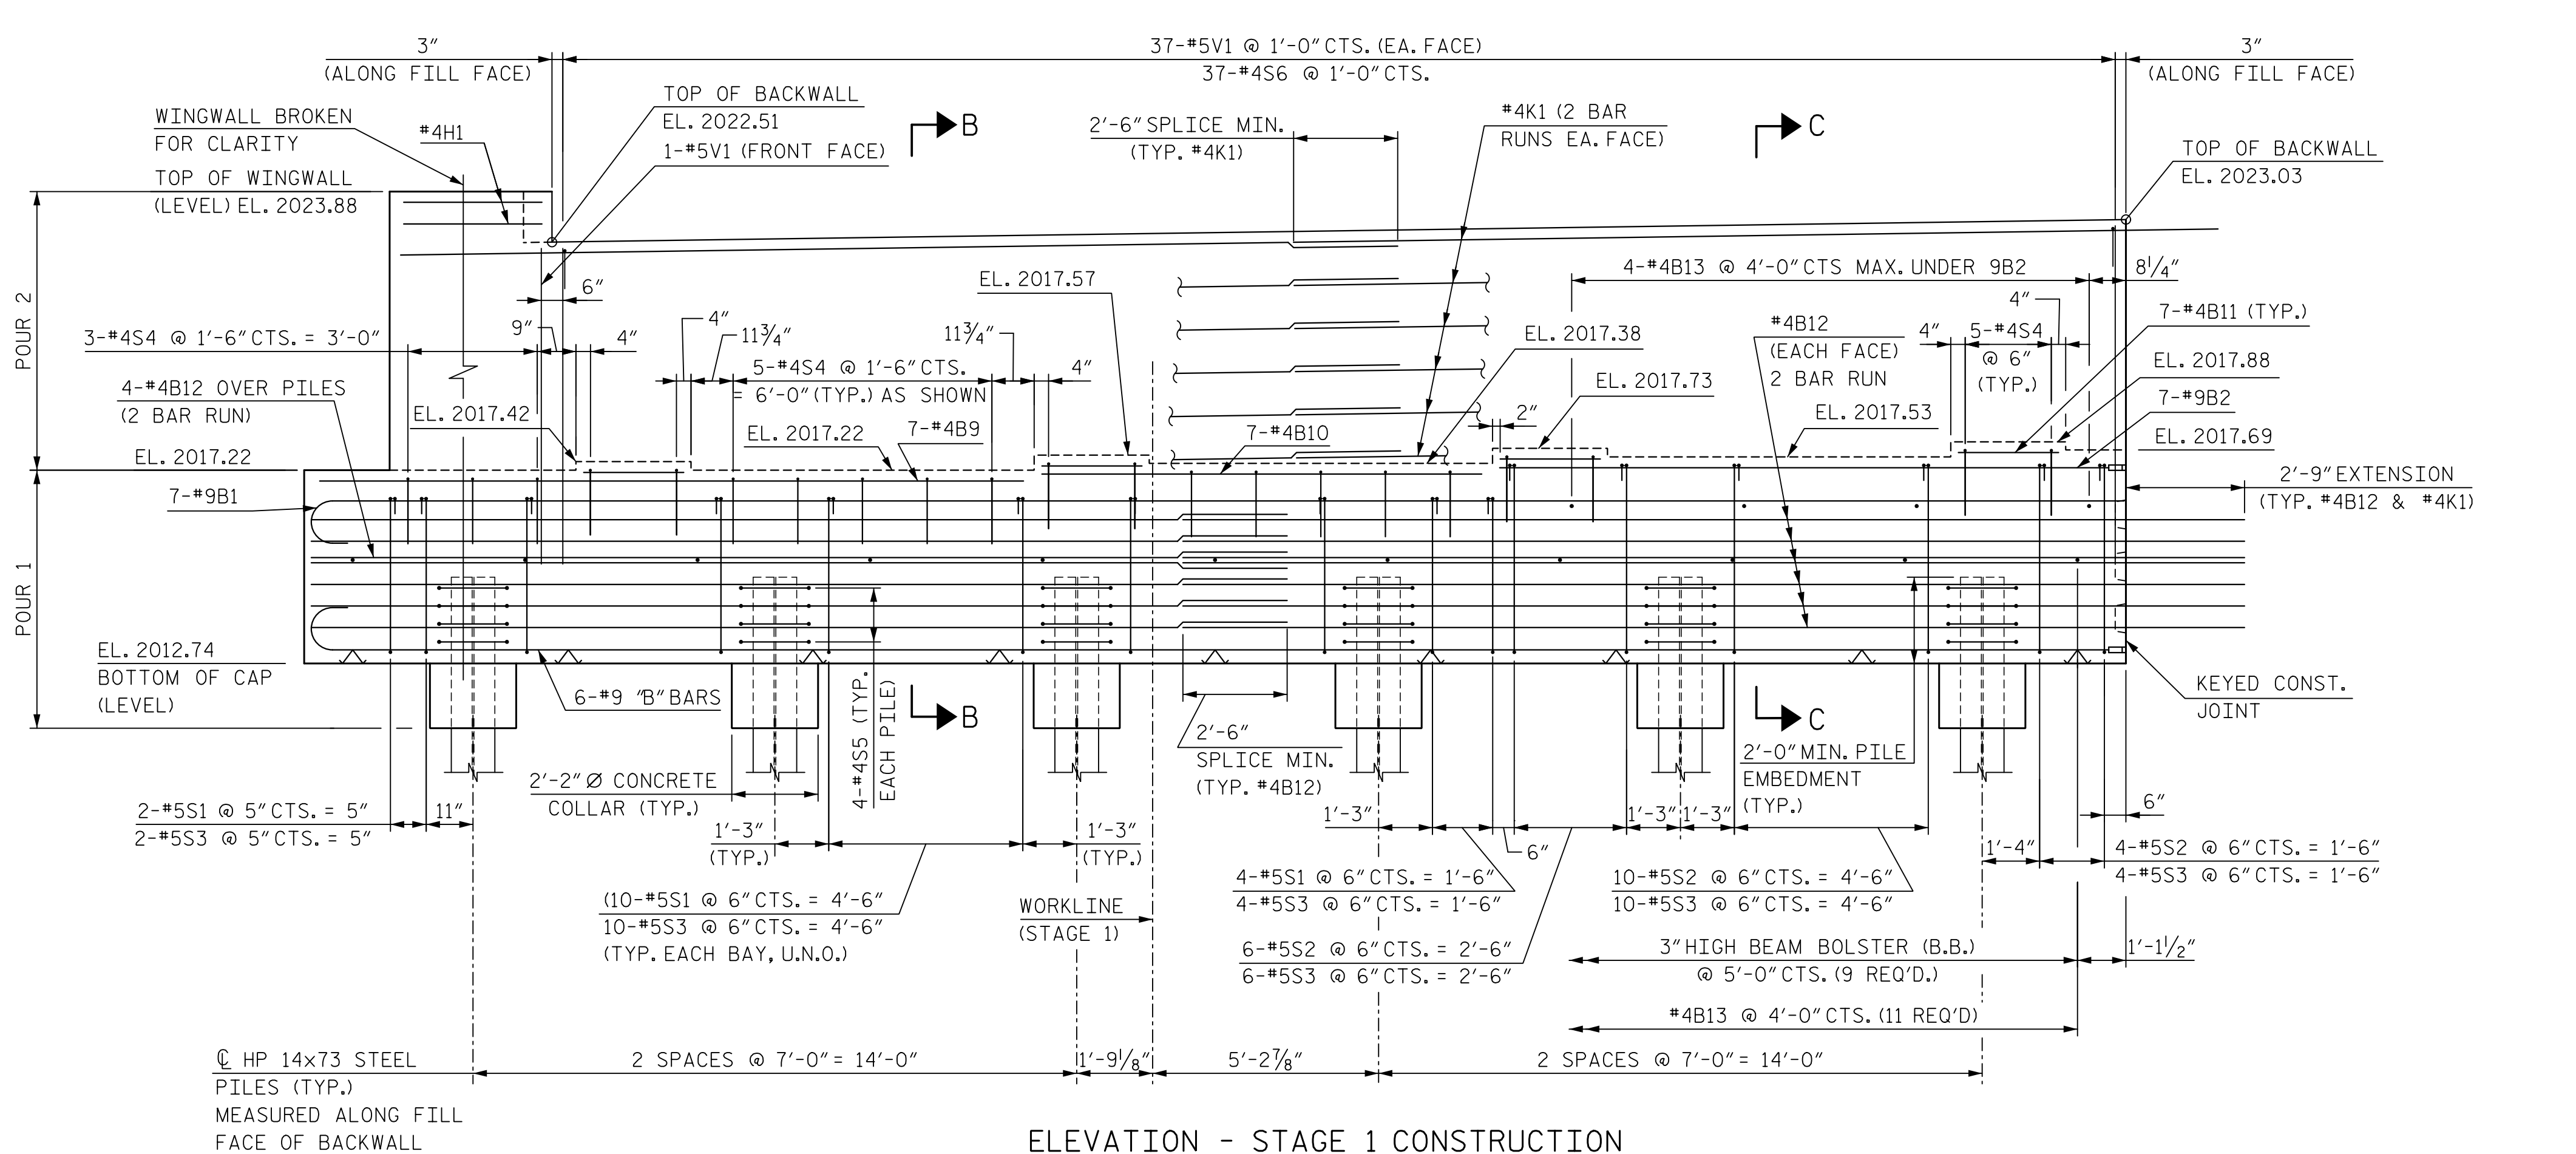 3"
(ALONG FILL FACE)
37-#5V1 @ 1'-0" CTS. (EA. FACE)
37-#4S6 @ 1'-0" CTS.
3"
(ALONG FILL FACE)
WINGWALL BROKEN
FOR CLARITY
#4H1
TOP OF BACKWALL
EL. 2022.51
1-#5V1 (FRONT FACE)
B
2'-6" SPLICE MIN.
(TYP. #4K1)
#4K1 (2 BAR
RUNS EA. FACE)
C
TOP OF BACKWALL
EL. 2023.03
TOP OF WINGWALL
(LEVEL) EL. 2023.88
POUR 2
6"
EL. 2017.57
4-#4B13 @ 4'-0" CTS MAX. UNDER 9B2
8 1/4"
3-#4S4 @ 1'-6" CTS. = 3'-0"
9"
4"
4"
11 3/4"
11 3/4"
4"
5-#4S4 @ 1'-6" CTS.
= 6'-0" (TYP.) AS SHOWN
EL. 2017.38
#4B12
(EACH FACE)
2 BAR RUN
4"
4"
5-#4S4
@ 6"
(TYP.)
7-#4B11 (TYP.)
EL. 2017.88
7-#9B2
EL. 2017.69
4-#4B12 OVER PILES
(2 BAR RUN)
EL. 2017.42
EL. 2017.22
7-#4B9
7-#4B10
2"
EL. 2017.73
EL. 2017.53
EL. 2017.22
7-#9B1
2'-9" EXTENSION
(TYP. #4B12 & #4K1)
POUR 1
EL. 2012.74
BOTTOM OF CAP
(LEVEL)
6-#9 "B" BARS
4-#4S5 (TYP.
EACH PILE)
B
2'-6"
SPLICE MIN.
(TYP. #4B12)
C
2'-0" MIN. PILE
EMBEDMENT
(TYP.)
KEYED CONST.
JOINT
2'-2" Ø CONCRETE
COLLAR (TYP.)
2-#5S1 @ 5" CTS. = 5"
2-#5S3 @ 5" CTS. = 5"
11"
1'-3"
(TYP.)
1'-3"
(TYP.)
1'-3"
6"
1'-3"
1'-3"
6"
1'-4"
4-#5S2 @ 6" CTS. = 1'-6"
4-#5S3 @ 6" CTS. = 1'-6"
(10-#5S1 @ 6" CTS. = 4'-6"
10-#5S3 @ 6" CTS. = 4'-6"
(TYP. EACH BAY, U.N.O.)
WORKLINE
(STAGE 1)
4-#5S1 @ 6" CTS. = 1'-6"
4-#5S3 @ 6" CTS. = 1'-6"
10-#5S2 @ 6" CTS. = 4'-6"
10-#5S3 @ 6" CTS. = 4'-6"
6-#5S2 @ 6" CTS. = 2'-6"
6-#5S3 @ 6" CTS. = 2'-6"
3" HIGH BEAM BOLSTER (B.B.)
@ 5'-0" CTS. (9 REQ'D.)
1'-1 1/2"
#4B13 @ 4'-0" CTS. (11 REQ'D)
℄ HP 14x73 STEEL
PILES (TYP.)
MEASURED ALONG FILL
FACE OF BACKWALL
2 SPACES @ 7'-0" = 14'-0"
1'-9 1/8"
5'-2 7/8"
2 SPACES @ 7'-0" = 14'-0"
ELEVATION - STAGE 1 CONSTRUCTION